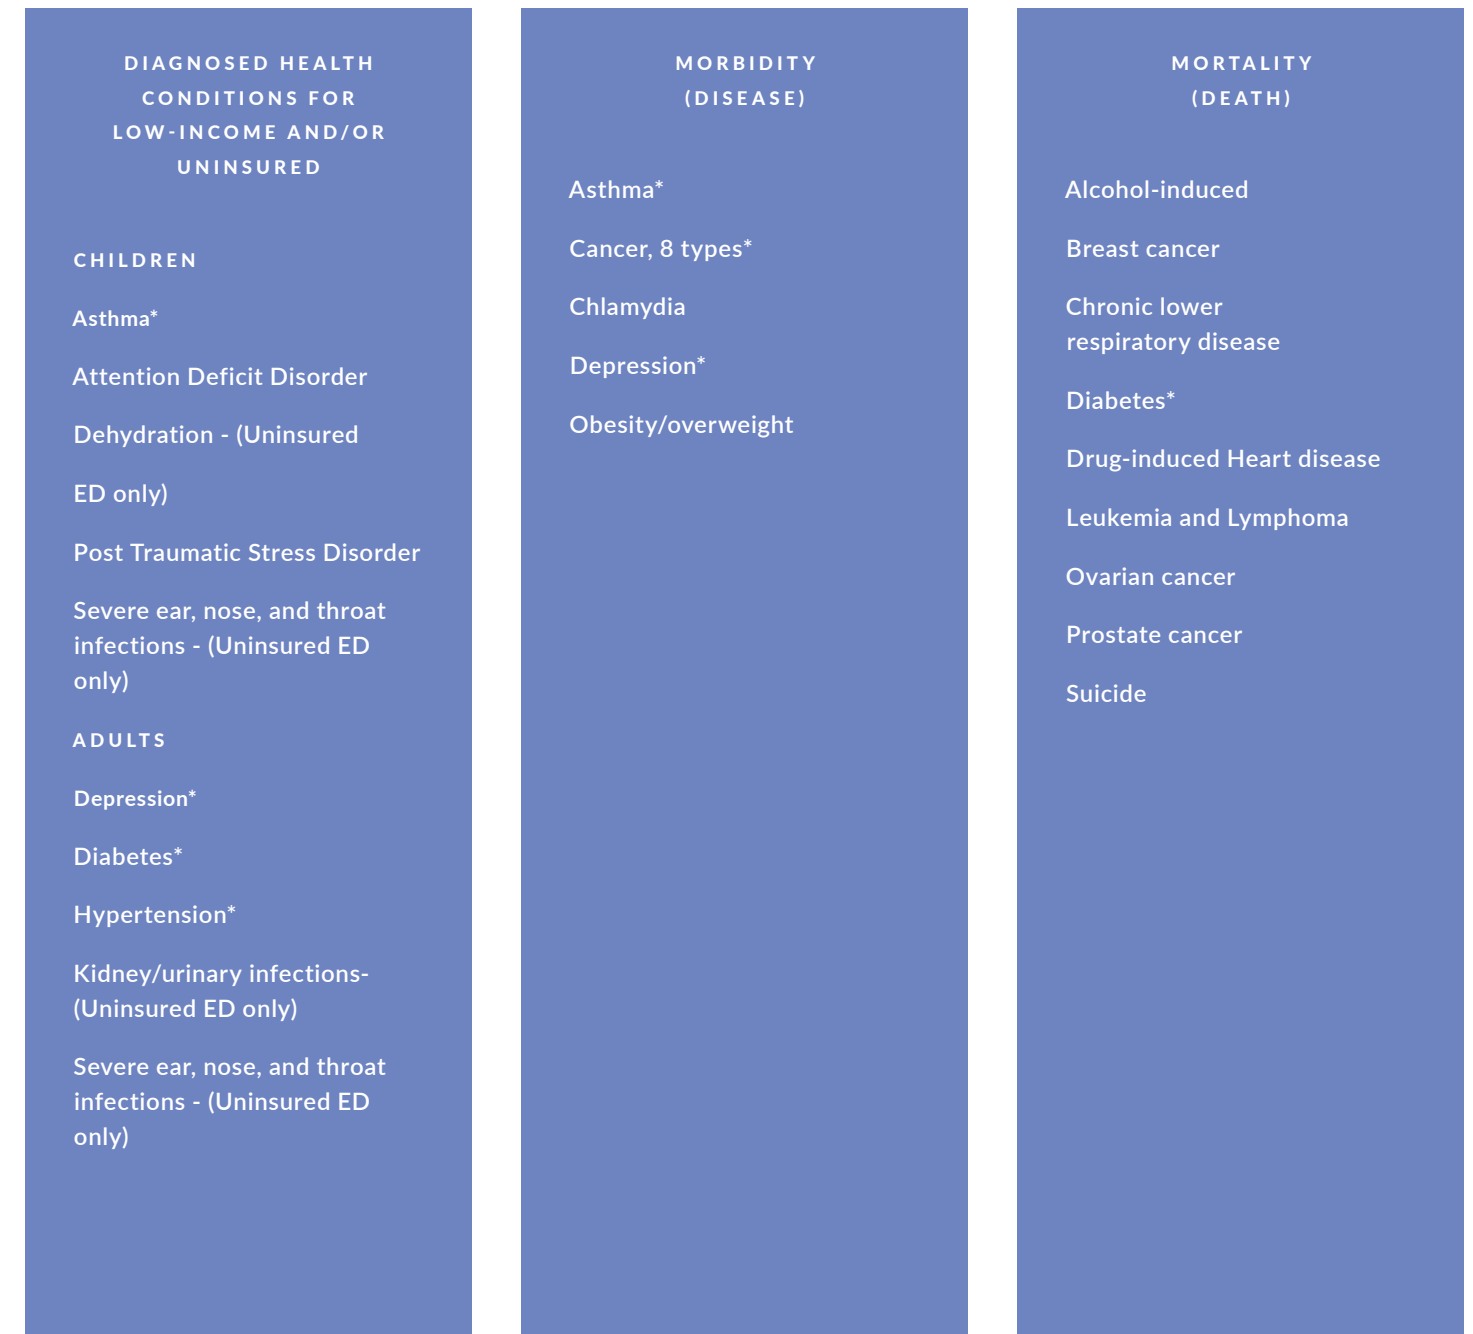 DIAGNOSED HEALTH
CONDITIONS FOR
LOW-INCOME AND/OR
UNINSURED
CHILDREN
Asthma*
Attention Deficit Disorder
Dehydration - (Uninsured
ED only)
Post Traumatic Stress Disorder
Severe ear, nose, and throat
infections - (Uninsured ED
only)
ADULTS
Depression*
Diabetes*
Hypertension*
Kidney/urinary infections-
(Uninsured ED only)
Severe ear, nose, and throat
infections - (Uninsured ED
only)
MORBIDITY
(DISEASE)
Asthma*
Cancer, 8 types*
Chlamydia
Depression*
Obesity/overweight
MORTALITY
(DEATH)
Alcohol-induced
Breast cancer
Chronic lower
respiratory disease
Diabetes*
Drug-induced Heart disease
Leukemia and Lymphoma
Ovarian cancer
Prostate cancer
Suicide